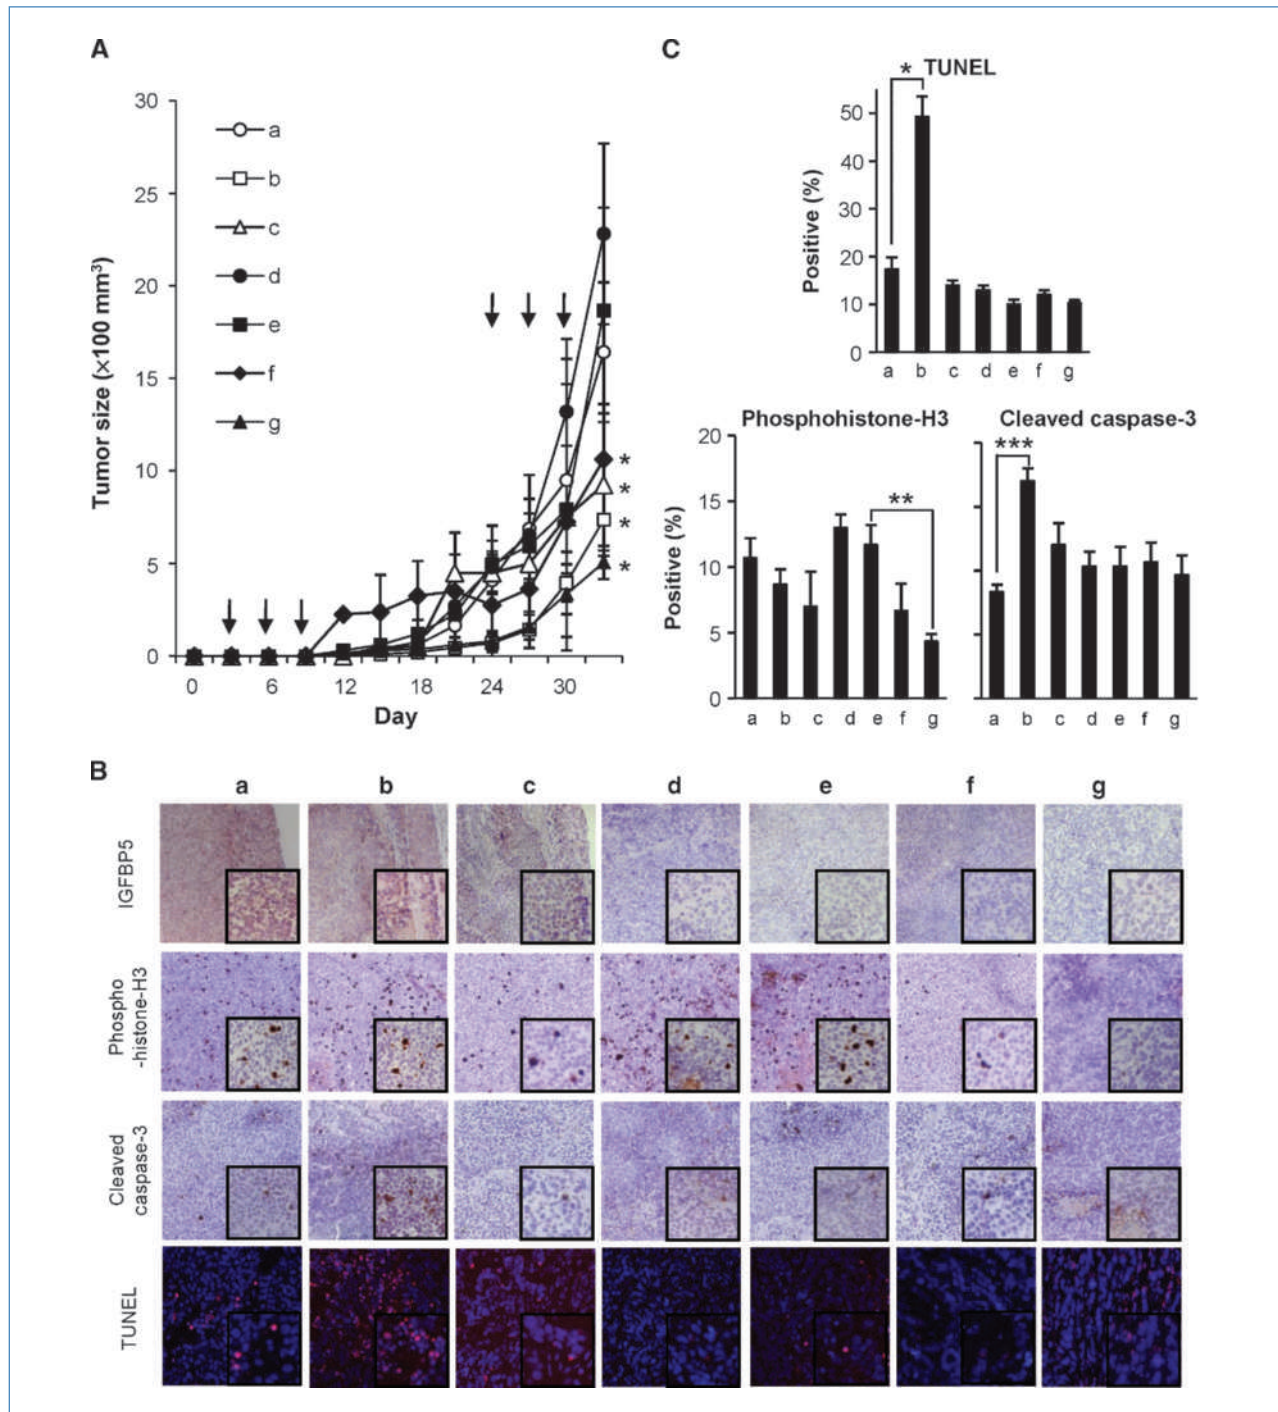 A
Tumor size (×100 mm³)
30
25
20
15
10
5
0
a
b
c
d
e
f
g
*
*
*
*
0 6 12 18 24 30
Day
C
* TUNEL
Positive (%)
50
40
30
20
10
0
a b c d e f g
Phosphohistone-H3
Positive (%)
20
15
10
5
0
**
a b c d e f g
Cleaved caspase-3
***
a b c d e f g
B
a b c d e f g
IGFBP5
Phospho
-histone-H3
Cleaved
caspase-3
TUNEL